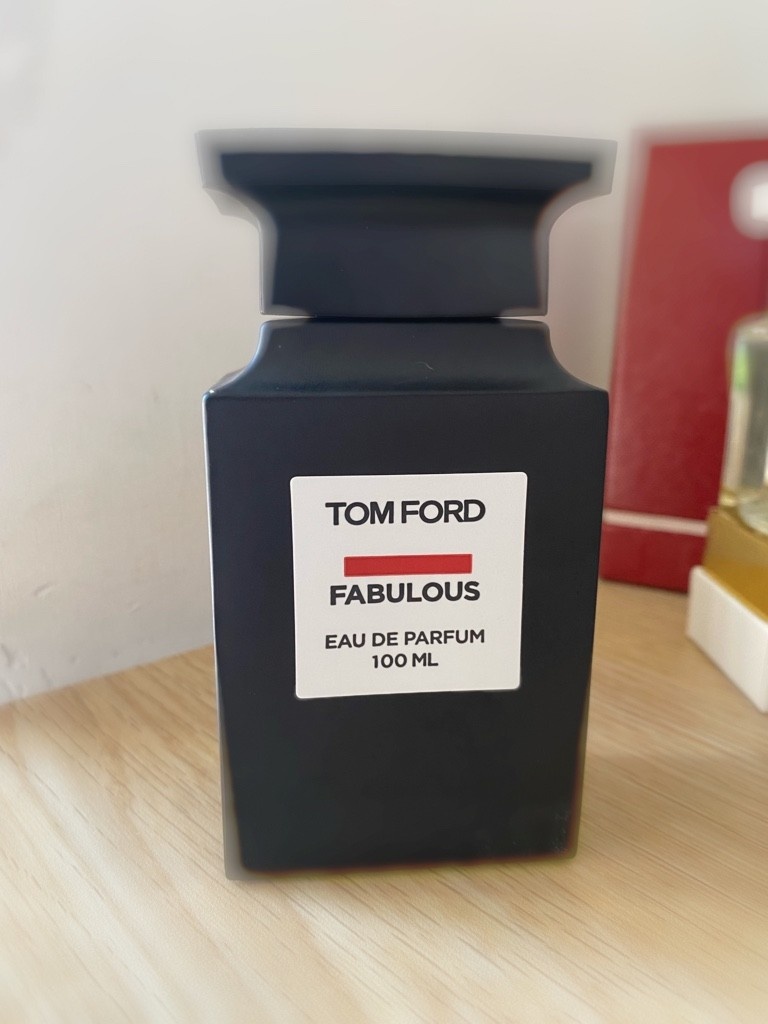 TOM FORD
FABULOUS
EAU DE PARFUM
100 ML